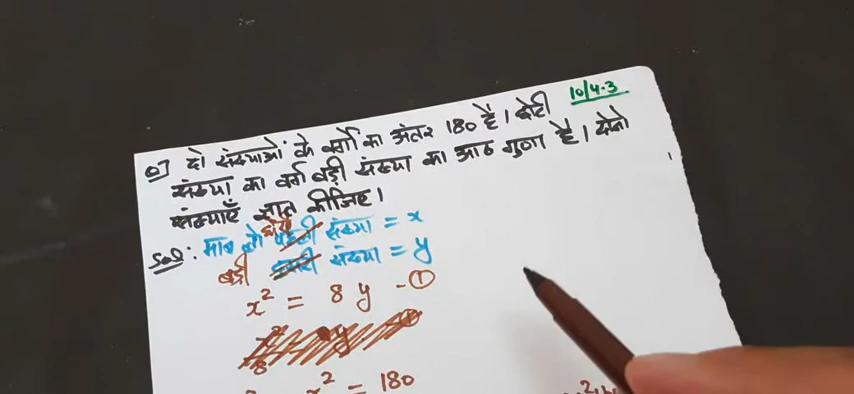 10/4.3
Q] दो संख्याओं के वर्गों का अंतर 180 है। छोटी
संख्या का वर्ग बड़ी संख्या का आठ गुणा है। दोनो
संख्याएँ ज्ञात कीजिए।
Sol: माना की छोटी संख्या = x
बड़ी संख्या = y
x² = 8y - ①
x² = 180